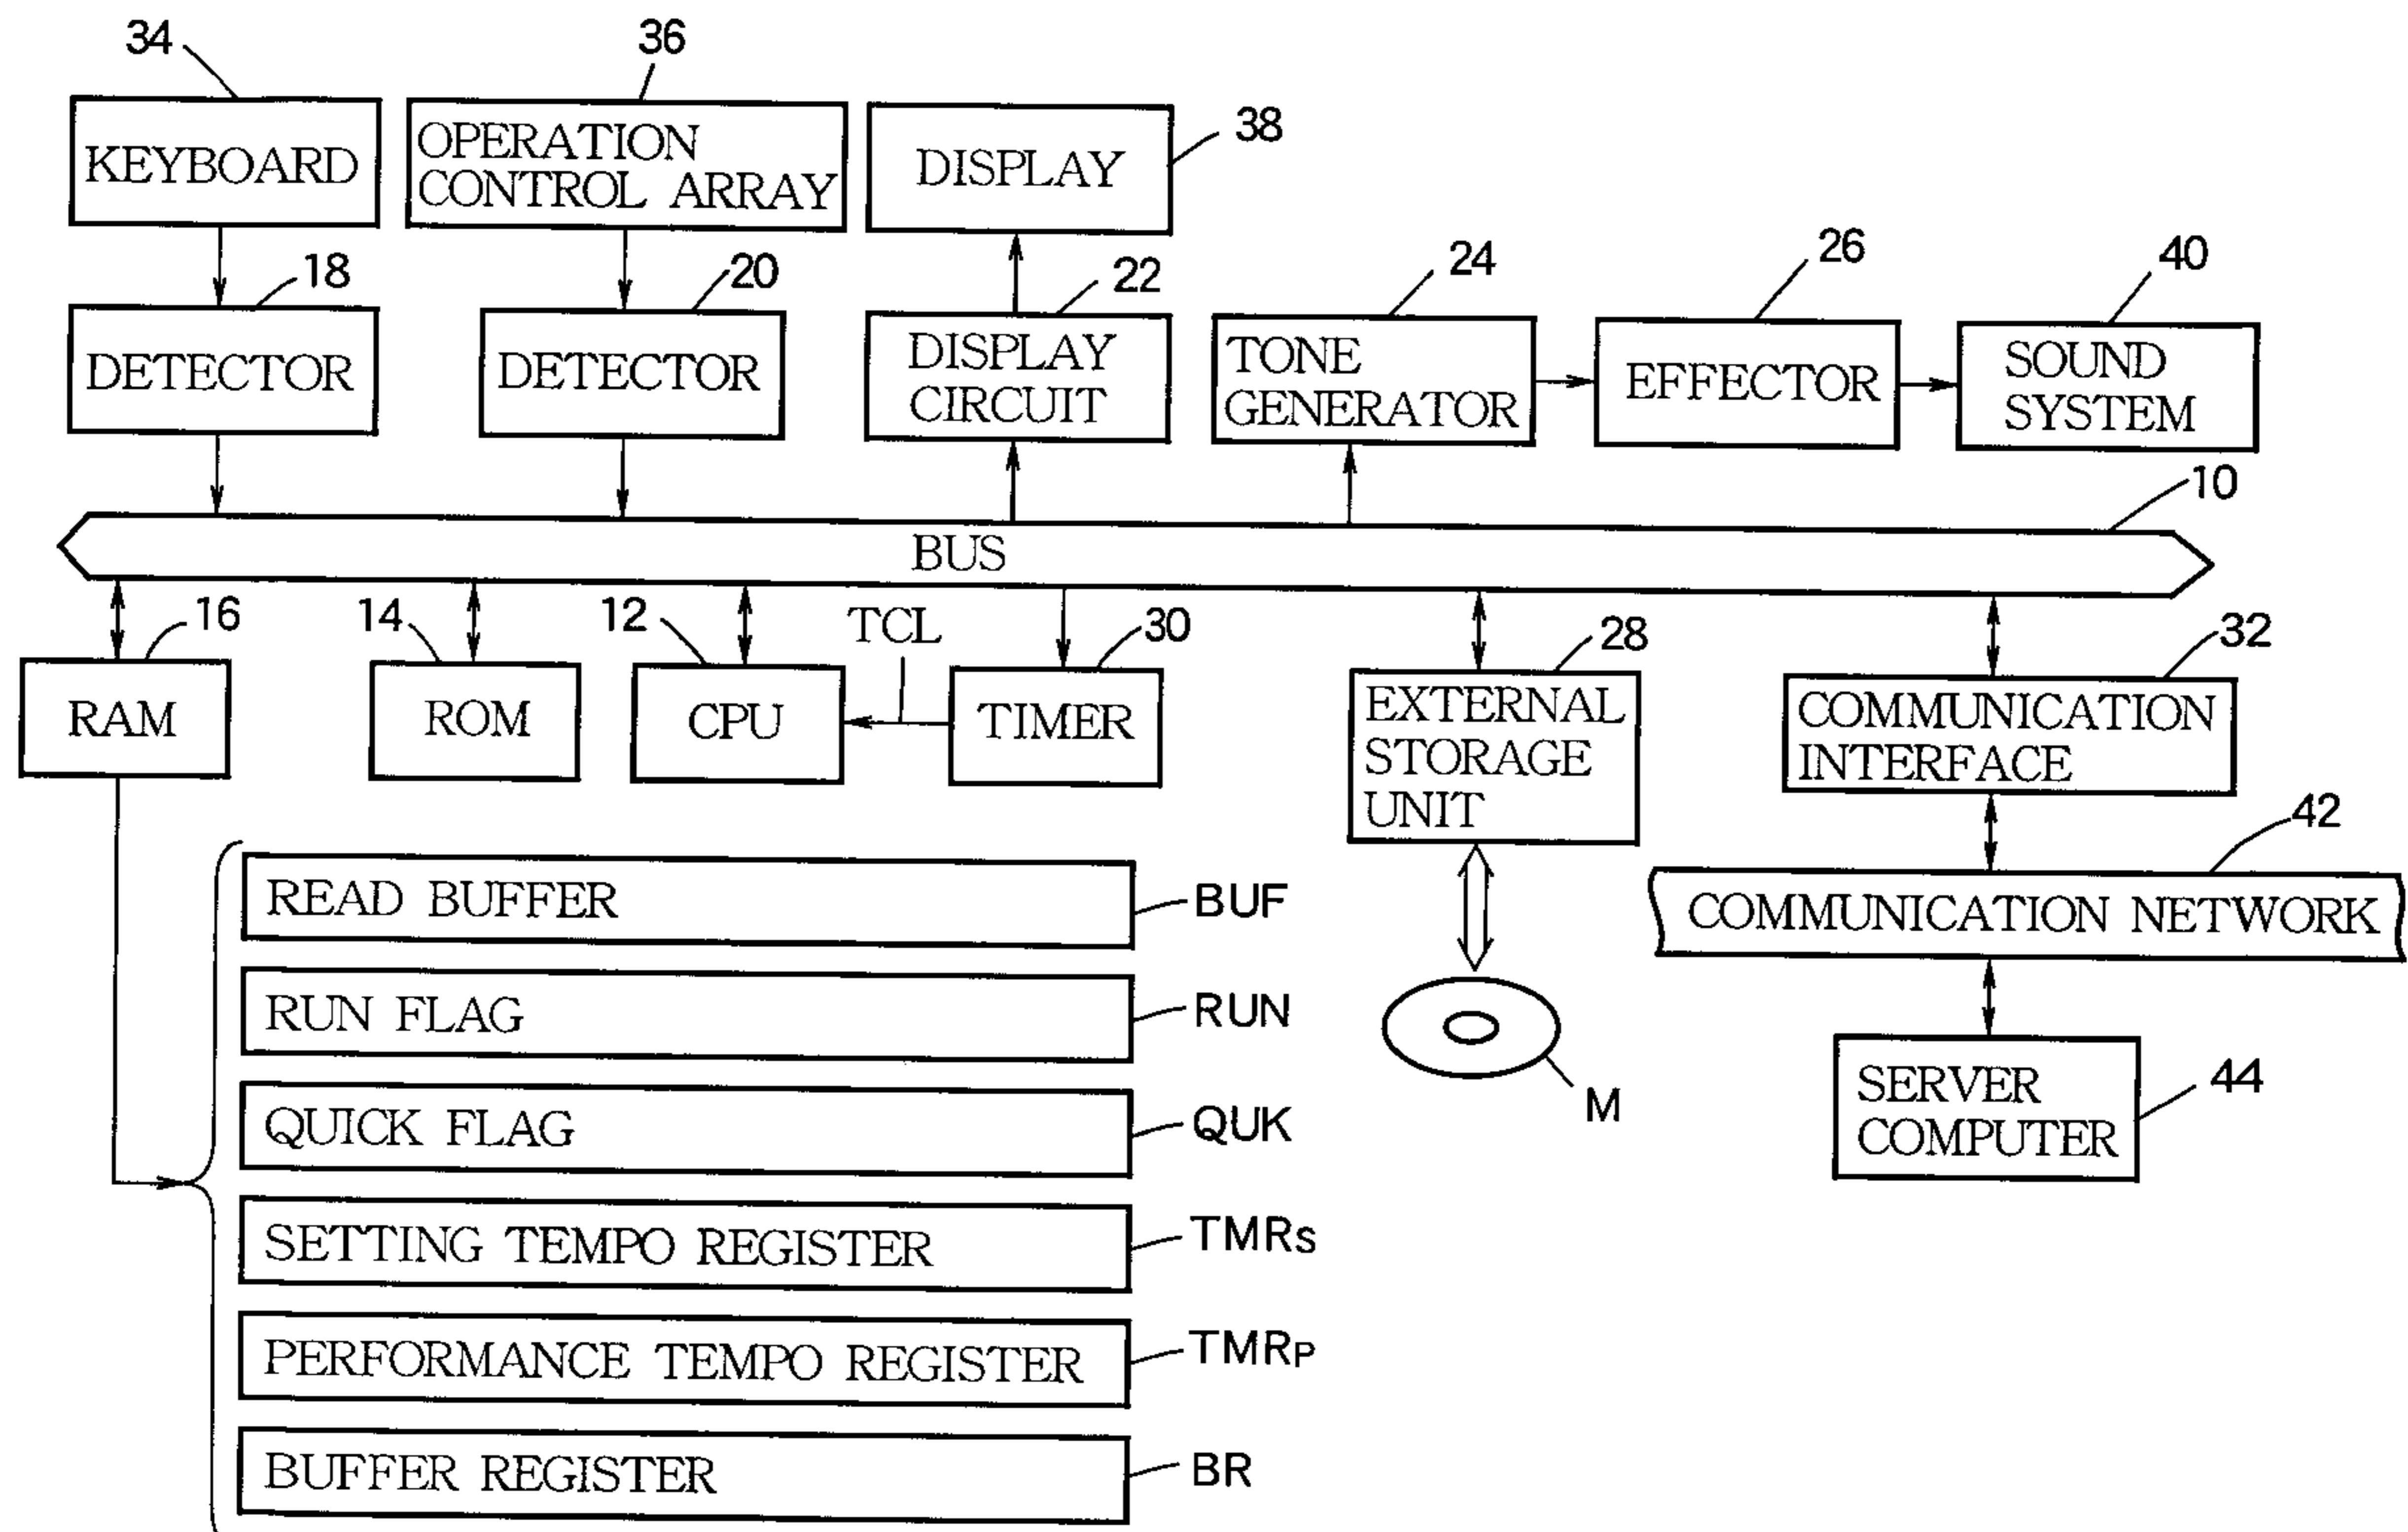 34
36
38
KEYBOARD
OPERATION
CONTROL ARRAY
DISPLAY
18
20
22
24
26
40
DETECTOR
DETECTOR
DISPLAY
CIRCUIT
TONE
GENERATOR
EFFECTOR
SOUND
SYSTEM
10
BUS
16
14
12
TCL
30
28
32
RAM
ROM
CPU
TIMER
EXTERNAL
STORAGE
UNIT
COMMUNICATION
INTERFACE
42
READ BUFFER
BUF
COMMUNICATION NETWORK
RUN FLAG
RUN
M
QUICK FLAG
QUK
SERVER
COMPUTER
44
SETTING TEMPO REGISTER
TMRS
PERFORMANCE TEMPO REGISTER
TMRP
BUFFER REGISTER
BR